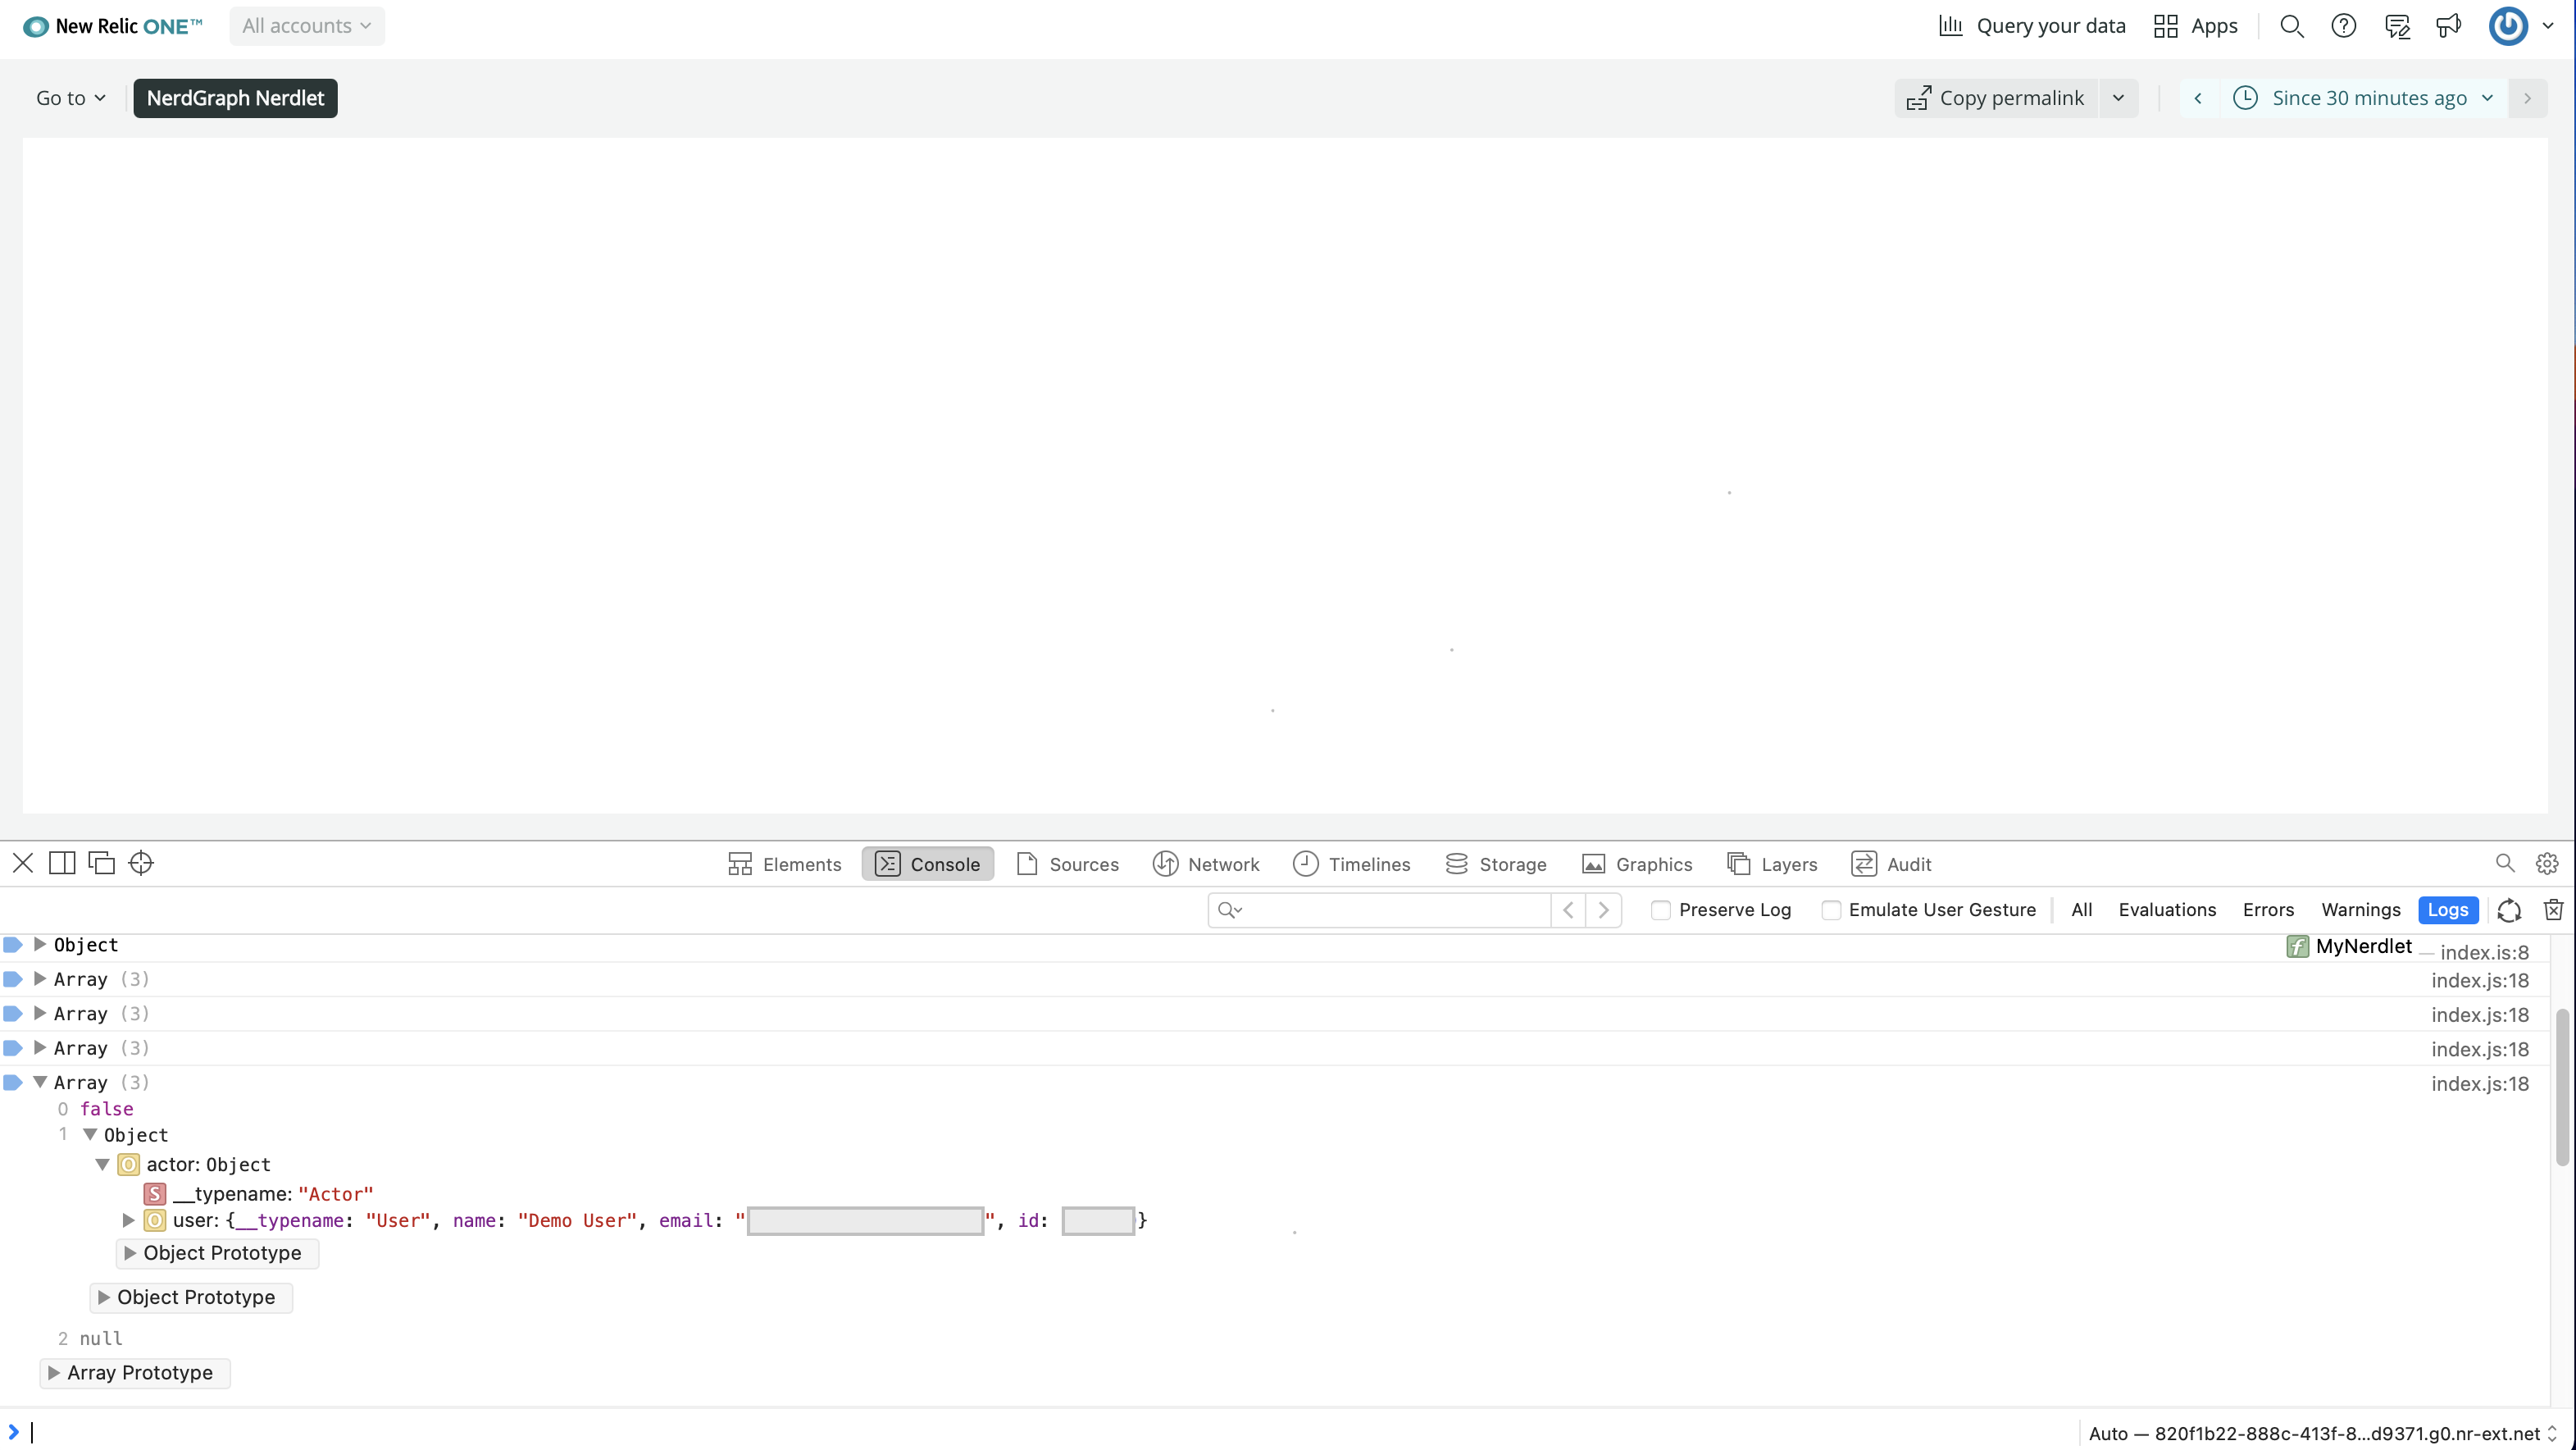 New Relic ONE™ All accounts Query your data Apps
Go to NerdGraph Nerdlet Copy permalink Since 30 minutes ago
Elements Console Sources Network Timelines Storage Graphics Layers Audit
Preserve Log Emulate User Gesture All Evaluations Errors Warnings Logs
Object f MyNerdlet — index.js:8
Array (3) index.js:18
Array (3) index.js:18
Array (3) index.js:18
Array (3) index.js:18
0 false
1 Object
O actor: Object
S __typename: "Actor"
O user: {__typename: "User", name: "Demo User", email: "", id: }
Object Prototype
Object Prototype
2 null
Array Prototype
Auto — 820f1b22-888c-413f-8...d9371.g0.nr-ext.net